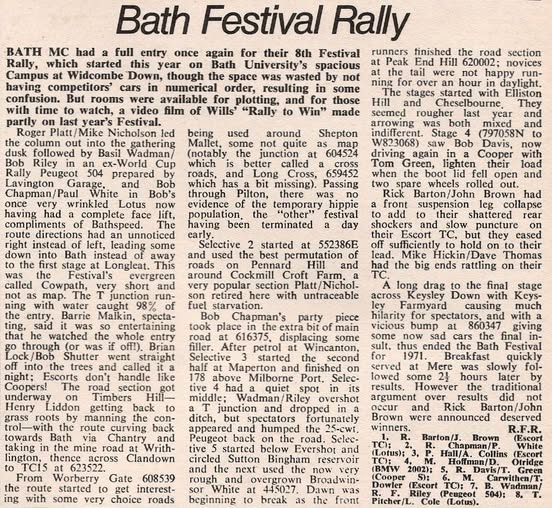 Bath Festival Rally
BATH MC had a full entry once again for their 8th Festival
Rally, which started this year on Bath University's spacious
Campus at Widcombe Down, though the space was wasted by not
having competitors' cars in numerical order, resulting in some
confusion. But rooms were available for plotting, and for those
with time to watch, a video film of Wills' "Rally to Win" made
partly on last year's Festival.
Roger Platt/Mike Nicholson led
the column out into the gathering
dusk followed by Basil Wadman/
Bob Riley in an ex-World Cup
Rally Peugeot 504 prepared by
Lavington Garage, and Bob
Chapman/Paul White in Bob's
once very wrinkled Lotus now
having had a complete face lift,
compliments of Bathspeed. The
route directions had an unnoticed
right instead of left, leading some
down into Bath instead of away
to the first stage at Longleat. This
was the Festival's evergreen
called Cowpath, very short and
not as map. The T junction run-
ning with water caught 98% of
the entry. Barrie Malkin, specta-
ting, said it was so entertaining
that he watched the whole entry
go through (or was it off!). Brian
Lock/Bob Shutter went straight
off into the trees and called it a
night; Escorts don't handle like
Coopers! The road section got
underway on Timbers Hill—
Henry Liddon getting back to
grass roots by manning the con-
trol—with the route curving back
towards Bath via Chantry and
taking in the mine road at Writh-
lington, thence across Clandown
to TC15 at 623522.
From Worberry Gate 608539
the route started to get interest-
ing with some very choice roads
being used around Shepton
Mallet, some not quite as map
(notably the junction at 604524
which is better called a cross
roads, and Long Cross, 659452
which has a bit missing). Passing
through Pilton, there was no
evidence of the temporary hippie
population, the "other" festival
having been terminated early a
day early.
Selective 2 started at 552386E
and used the best permutation of
roads on Pennard Hill and
around Cockmill Croft Farm, a
very popular section Platt/Nichol-
son retired here with untraceable
fuel starvation.
Bob Chapman's party piece
took place in the extra bit of main
road at 616375, displacing some
filler. After petrol at Wincanton,
Selective 3 started the second
half at Maperton and finished on
178 above Milborne Port. Selec-
tive 4 had a quiet spot in its
middle; Wadman/Riley overshot
a T junction and dropped in a
ditch, but spectators fortunately
appeared and humped the 25-cwt.
Peugeot back on the road. Selec-
tive 5 started below Evershot and
circled Sutton Bingham reservoir
and the next used the now very
rough and overgrown Broadwin-
sor White at 445027. Dawn was
beginning to break as the front
runners finished the road section
at Peak End Hill 620002; novices
at the tail were not happy run-
ning for over an hour in daylight.
The stages started with Elliston
Hill and Cheselbourne. They
seemed rougher last year and
arrowing was both mixed and
indifferent. Stage 4 (797058N to
W823068) saw Bob Davis, now
driving again in a Cooper with
Tom Green, lighten their load
when the boot lid fell open and
two spare wheels rolled out.
Rick Barton/John Brown had
a front suspension leg collapse
to add to their shattered rear
shockers and slow puncture on
their Escort TC, but they eased
off sufficiently to hold on to their
lead. Mike Hickin/Dave Thomas
had the big ends rattling on their
TC.
A long drag to the final stage
across Keysley Down with Keys-
ley Farmyard causing much
hilarity for spectators, and with a
vicious bump at 860347 giving
some now sad cars the final in-
sult, thus ended the Bath Festival
for 1971. Breakfast quickly
served at Mere was slowly fol-
lowed some 2½ hours later by
results. However the traditional
argument over results did not
occur and Rick Barton/John
Brown were announced deserved
winners. R.F.R.
1, R. Barton/J. Brown (Escort
TC); 2, R. Chapman/P. White
(Lotus); 3, P. Hall/A. Collins (Escort
TC); 4, M. Hoffman/D. Otridge
(BMW 2002); 5, R. Davis/T. Green
(Cooper S); 6, M. Carwithen/T.
Dowler (Escort TC); 7, B. Wadman/
R. F. Riley (Peugeot 504); 8, T.
Pitcher/L. Cole (Lotus).